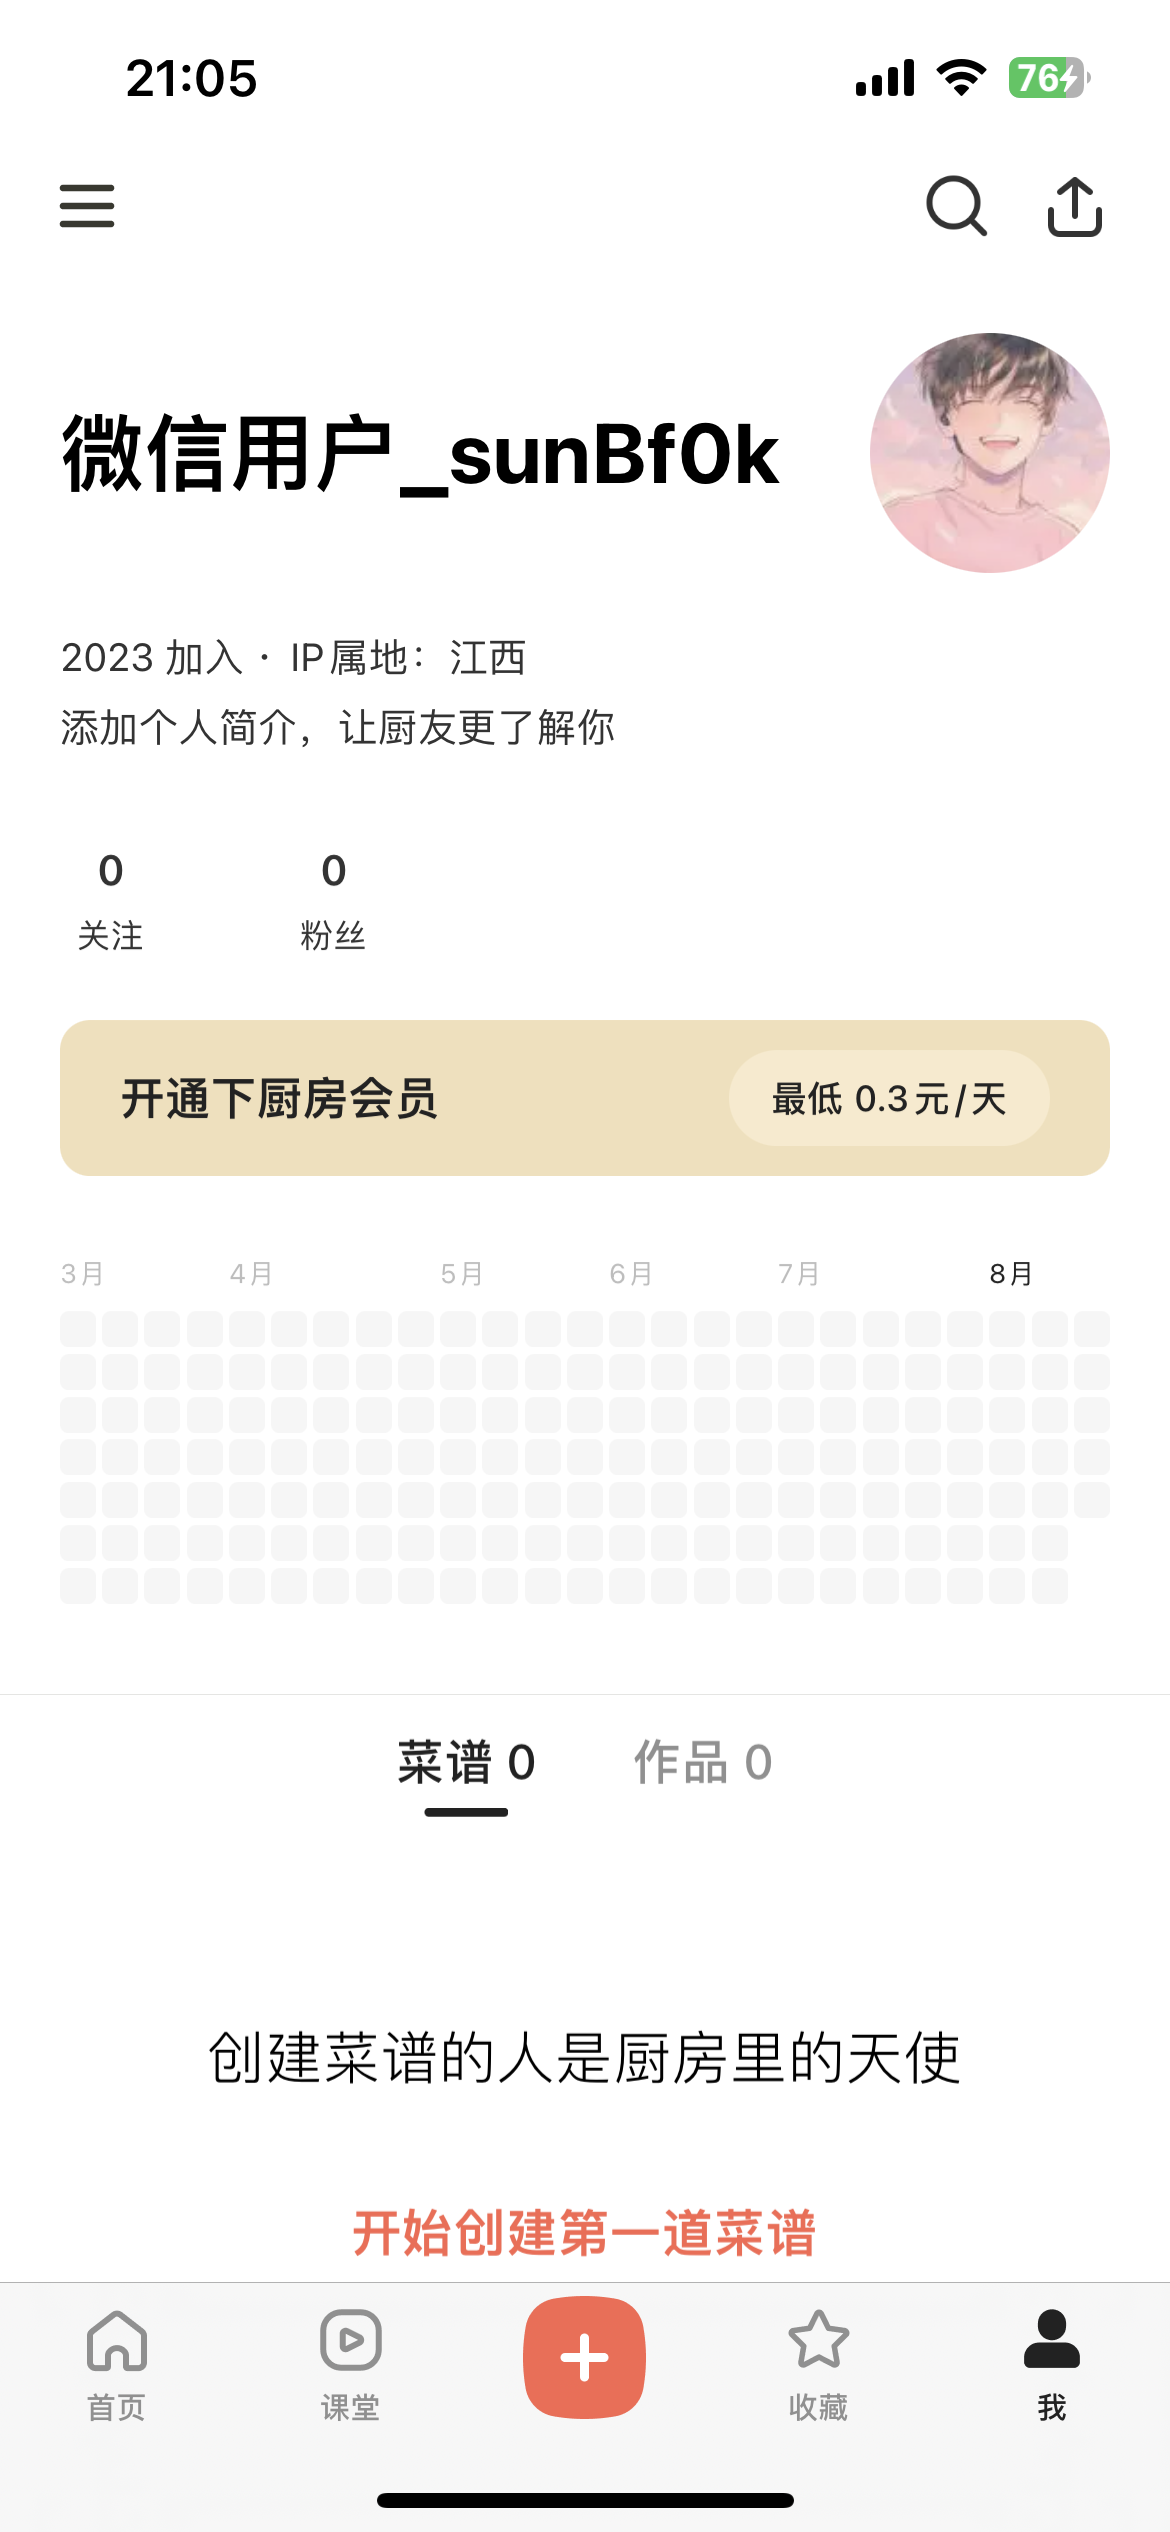 21:05
76
微信用户_sunBf0k
2023 加入 · IP属地：江西
添加个人简介，让厨友更了解你
0 0
关注 粉丝
开通下厨房会员 最低 0.3元/天
3月 4月 5月 6月 7月 8月
菜谱 0 作品 0
创建菜谱的人是厨房里的天使
开始创建第一道菜谱
首页 课堂 收藏 我